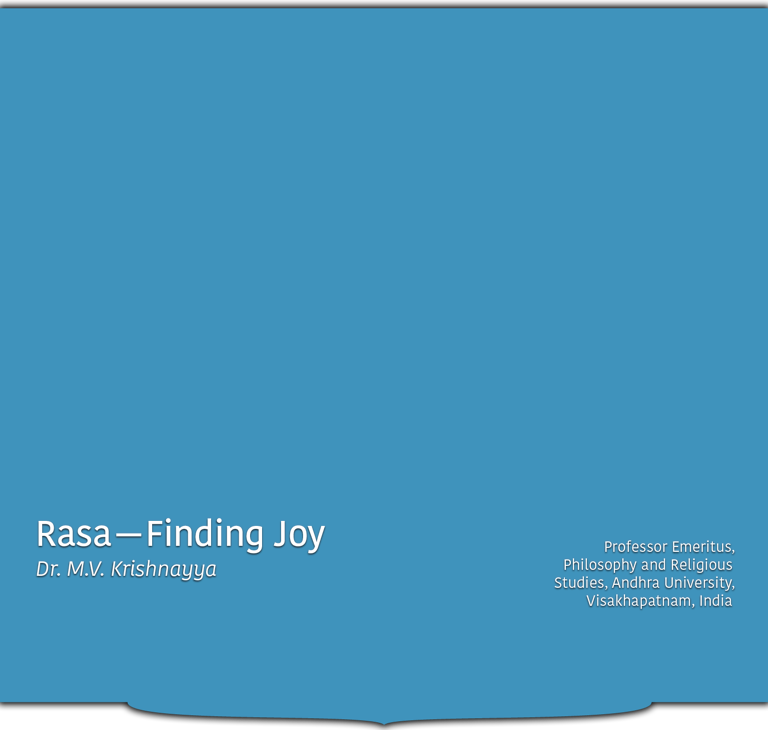 Rasa—Finding Joy
Dr. M.V. Krishnayya
Professor Emeritus,
Philosophy and Religious
Studies, Andhra University,
Visakhapatnam, India